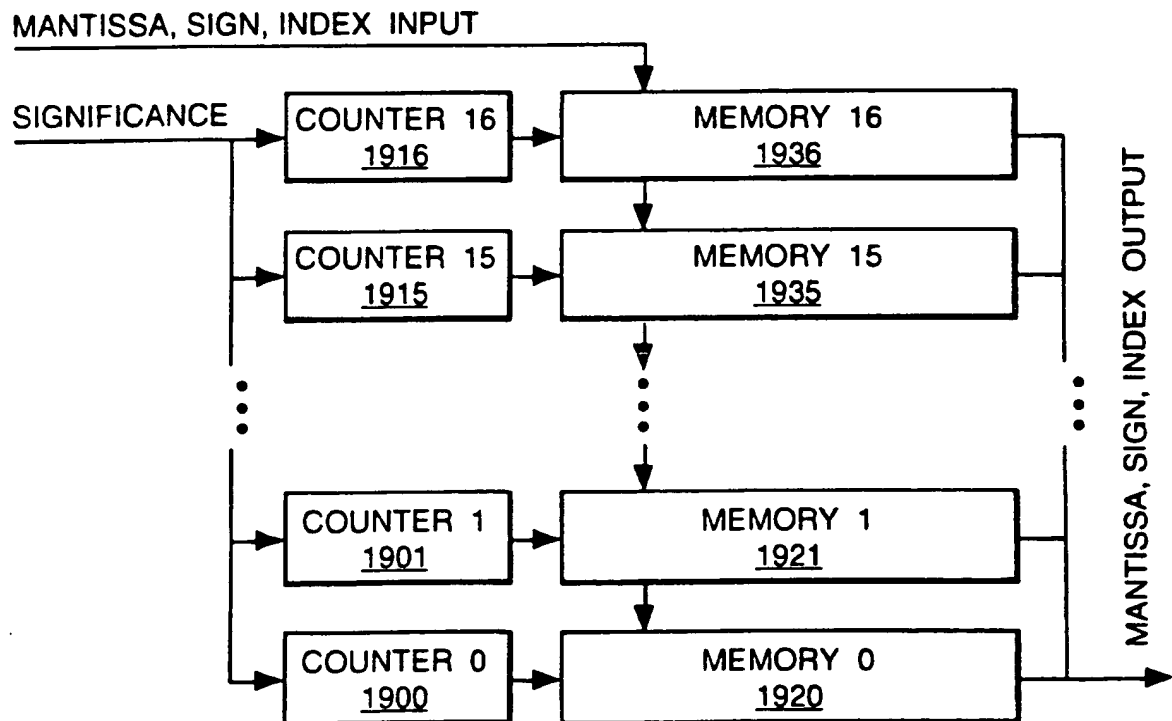 MANTISSA, SIGN, INDEX INPUT
SIGNIFICANCE
COUNTER 16
1916
MEMORY 16
1936
COUNTER 15
1915
MEMORY 15
1935
COUNTER 1
1901
MEMORY 1
1921
COUNTER 0
1900
MEMORY 0
1920
MANTISSA, SIGN, INDEX OUTPUT